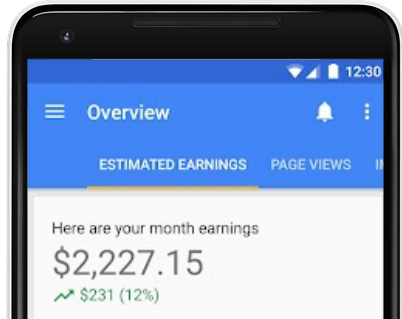 12:30
Overview
ESTIMATED EARNINGS PAGE VIEWS
Here are your month earnings
$2,227.15
$231 (12%)